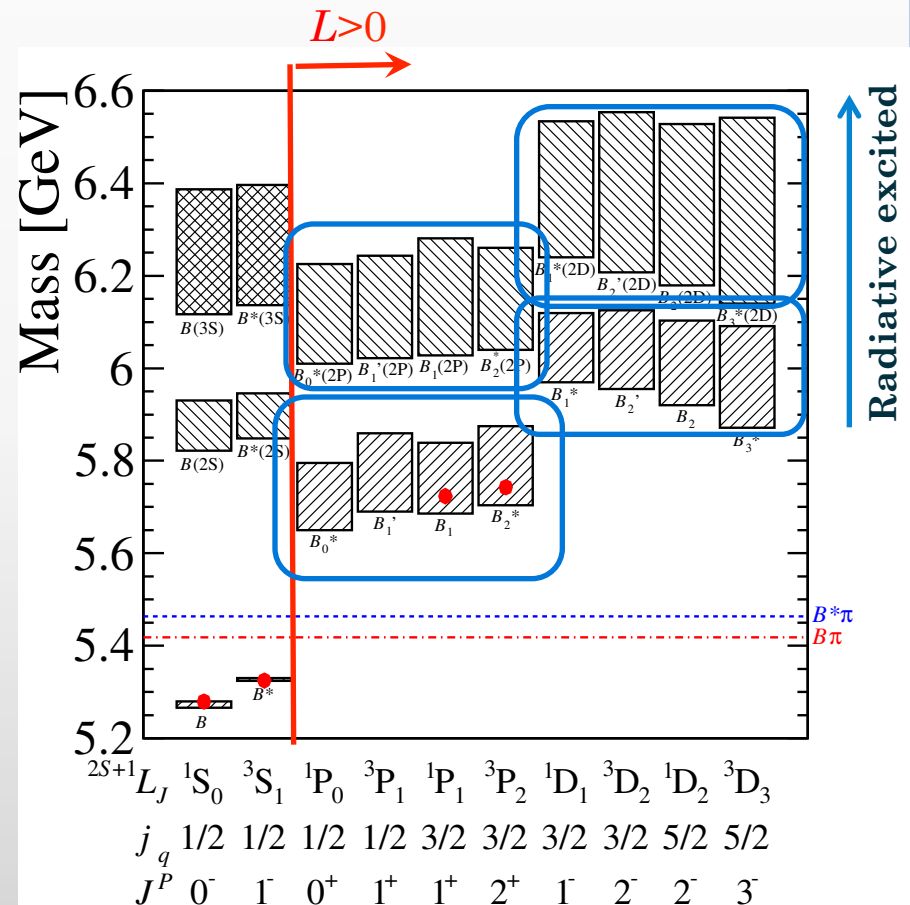 L>0
Mass [GeV]
6.6
6.4
6.2
6
5.8
5.6
5.4
5.2
Radiative excited
B(3S) B*(3S)
B(2S) B*(2S)
B₀*(2P) B₁'(2P) B₁(2P) B₂*(2P)
B₁*(2D) B₂'(2D) B₂(2D) B₃*(2D)
B₁* B₂' B₂ B₃*
B₀* B₁' B₁ B₂*
B*π
Bπ
B B*
²ˢ⁺¹L_J ¹S₀ ³S₁ ¹P₀ ³P₁ ¹P₁ ³P₂ ¹D₁ ³D₂ ¹D₂ ³D₃
j_q 1/2 1/2 1/2 1/2 3/2 3/2 3/2 3/2 5/2 5/2
Jᴾ 0⁻ 1⁻ 0⁺ 1⁺ 1⁺ 2⁺ 1⁻ 2⁻ 2⁻ 3⁻